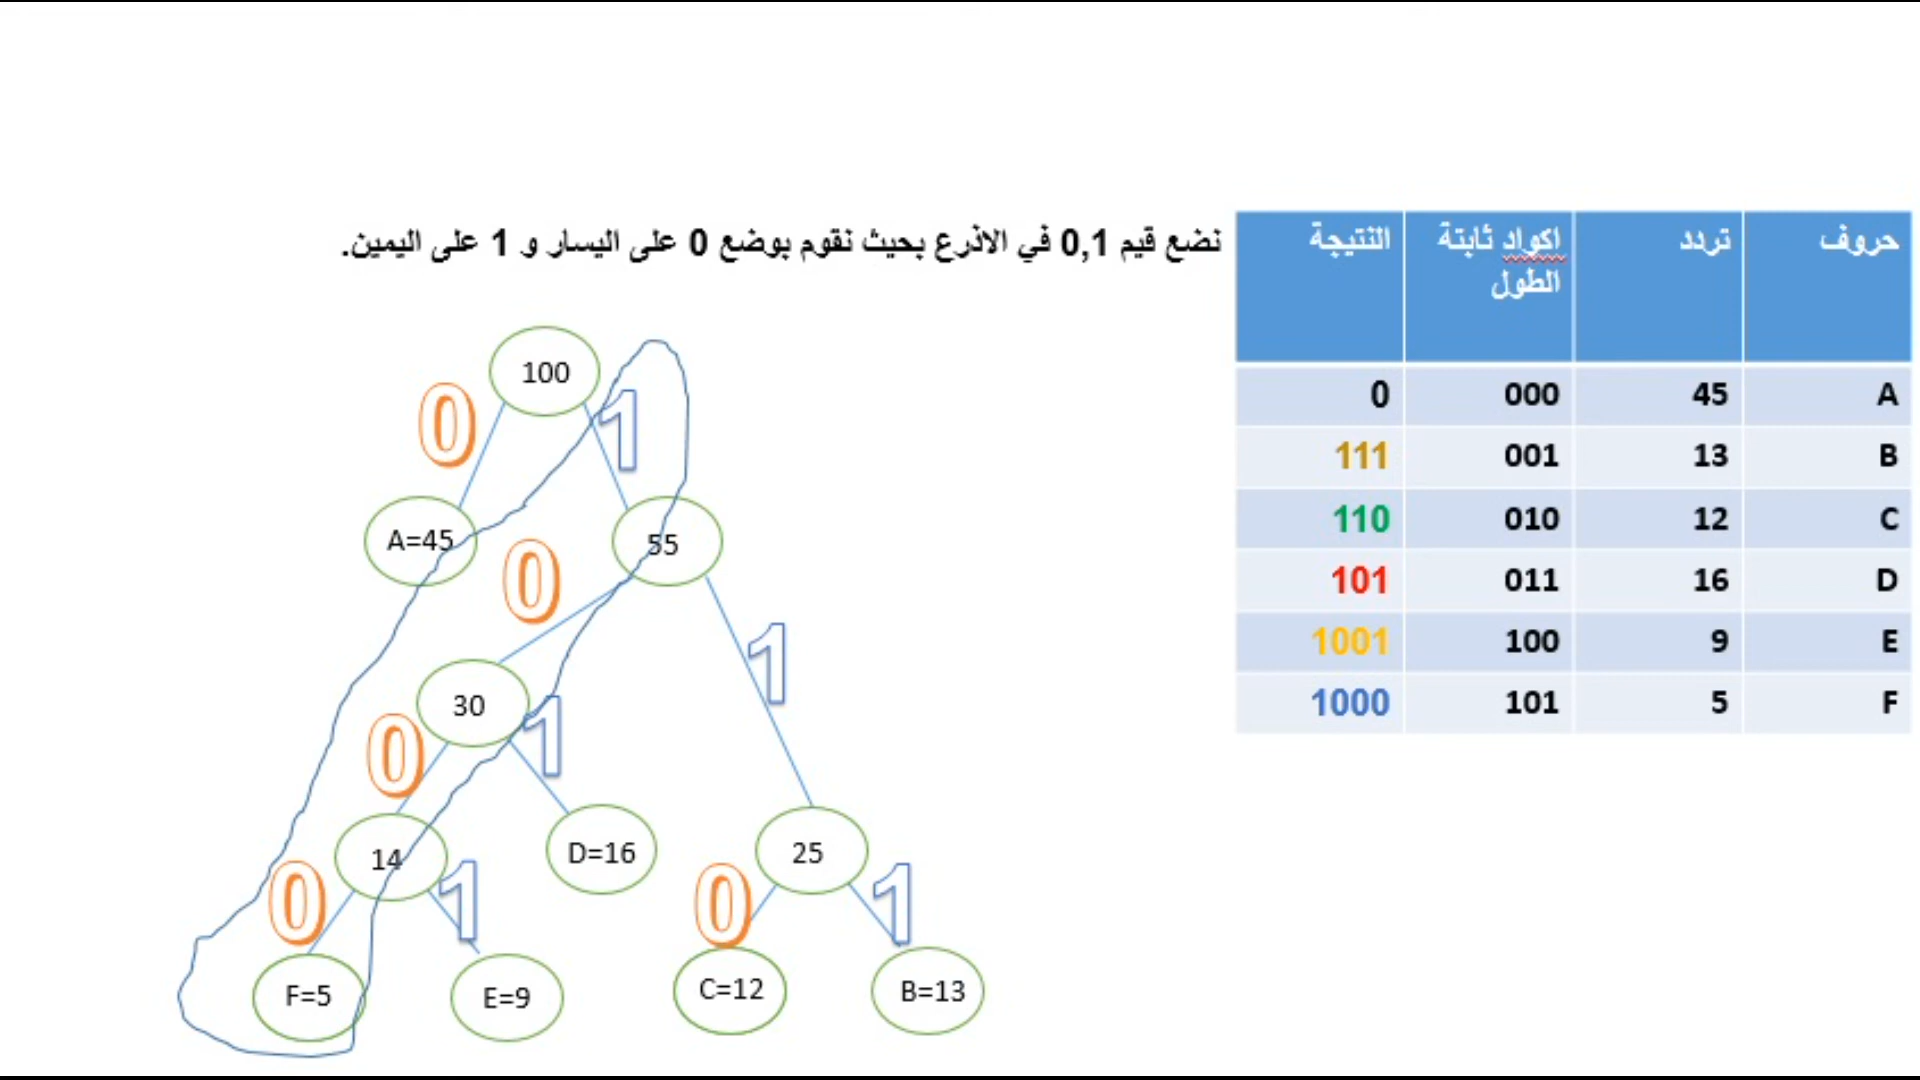 نضع قيم 0,1 في الاذرع بحيث نقوم بوضع 0 على اليسار و 1 على اليمين.
حروف تردد اكواد ثابتة الطول النتيجة
A 45 000 0
B 13 001 111
C 12 010 110
D 16 011 101
E 9 100 1001
F 5 101 1000
100
0 1
A=45 55
0 1
30
0 1
14 D=16 25
0 1 0 1
F=5 E=9 C=12 B=13